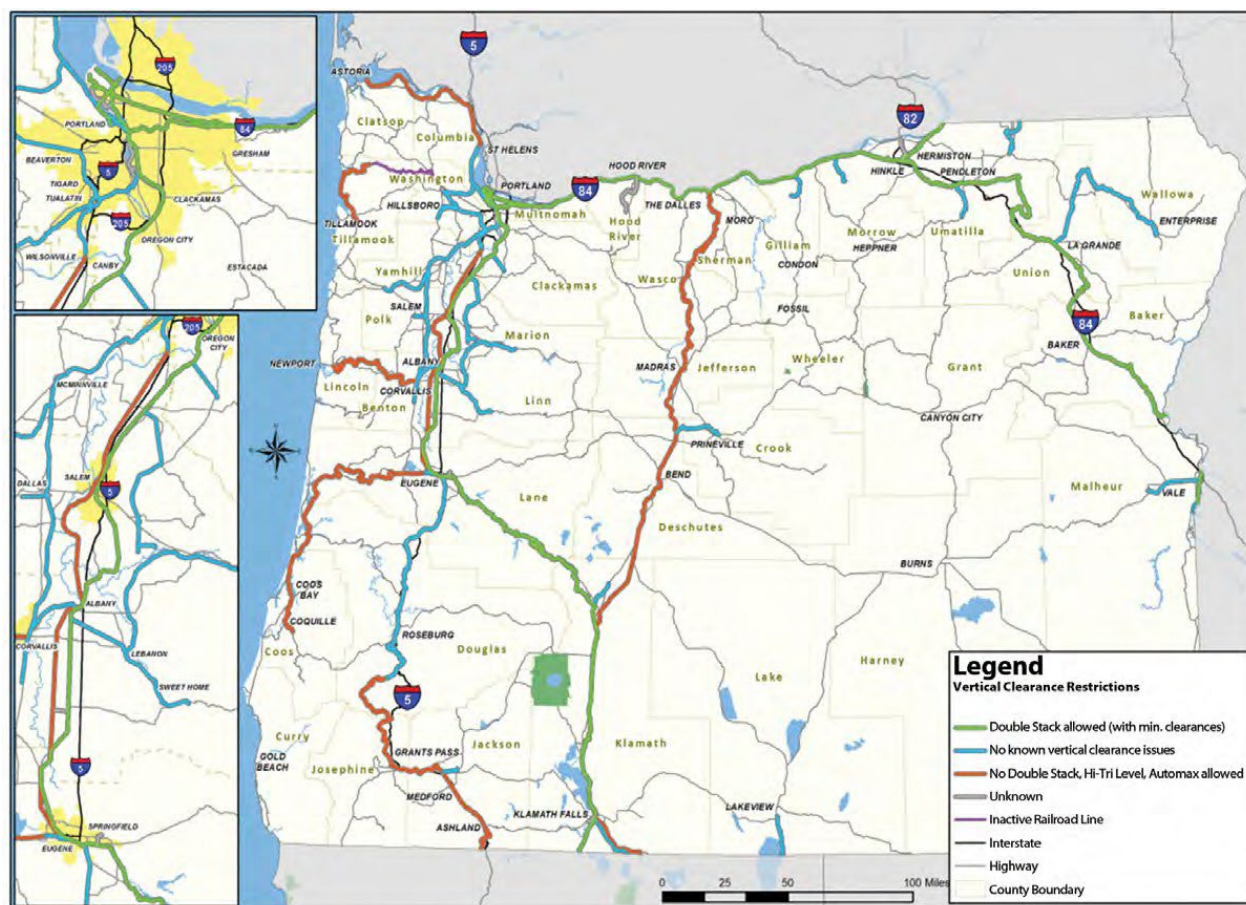 205
PORTLAND
84
GRESHAM
BEAVERTON
5
TIGARD
TUALATIN
CLACKAMAS
205
OREGON CITY
WILSONVILLE
CANBY
ESTACADA
205
OREGON CITY
MCMINNVILLE
DALLAS
SALEM
5
ALBANY
CORVALLIS
LEBANON
SWEET HOME
5
SPRINGFIELD
EUGENE
5
ASTORIA
Clatsop
Columbia
ST HELENS
82
HERMISTON
HOOD RIVER
PENDLETON
HINKLE
Washington
PORTLAND
84
Wallowa
HILLSBORO
Multnomah
THE DALLES
TILLAMOOK
Tillamook
Hood
River
MORO
Morrow
Umatilla
ENTERPRISE
Gilliam
HEPPNER
LA GRANDE
Sherman
CONDON
Yamhill
Wasco
Union
Clackamas
SALEM
FOSSIL
Polk
84
Baker
Marion
NEWPORT
ALBANY
Wheeler
BAKER
MADRAS
Jefferson
Grant
Lincoln
CORVALLIS
Benton
Linn
CANYON CITY
PRINEVILLE
Crook
BEND
EUGENE
Lane
Malheur
VALE
Deschutes
BURNS
COOS
BAY
COQUILLE
ROSEBURG
Coos
Douglas
Harney
Lake
5
Curry
GRANTS PASS
Jackson
Klamath
GOLD
BEACH
Josephine
MEDFORD
ASHLAND
KLAMATH FALLS
LAKEVIEW
N
0 25 50 100 Miles
Legend
Vertical Clearance Restrictions
Double Stack allowed (with min. clearances)
No known vertical clearance issues
No Double Stack, Hi-Tri Level, Automax allowed
Unknown
Inactive Railroad Line
Interstate
Highway
County Boundary